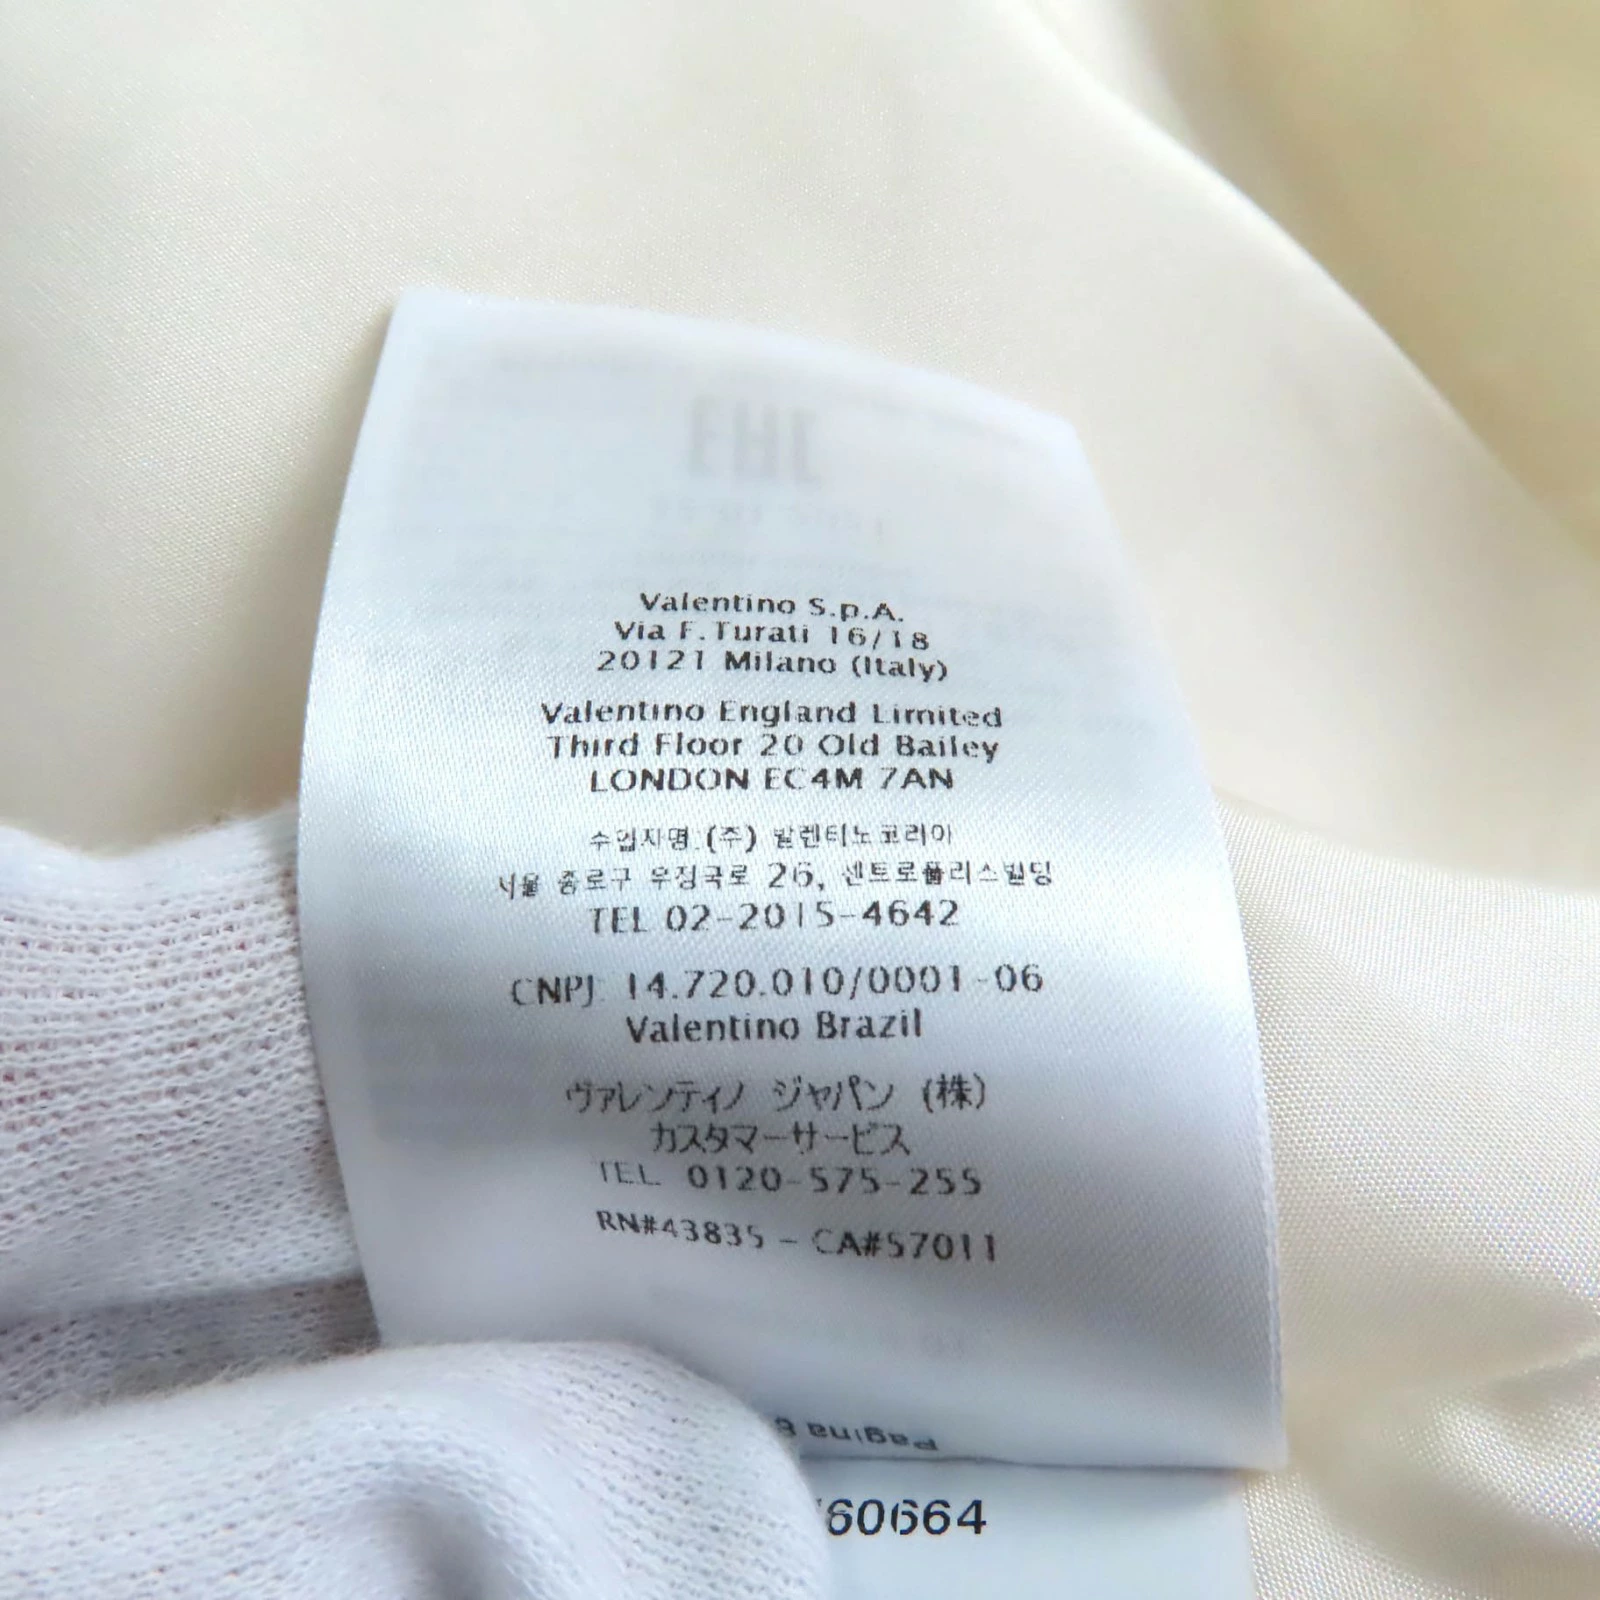 EHC
Valentino S.p.A.
Via F. Turati 16/18
20121 Milano (Italy)
Valentino England Limited
Third Floor 20 Old Bailey
LONDON EC4M 7AN
수입자명: (주) 발렌티노코리아
서울 종로구 우정국로 26, 센트로폴리스빌딩
TEL 02-2015-4642
CNPJ: 14.720.010/0001-06
Valentino Brazil
ヴァレンティノ ジャパン (株)
カスタマーサービス
TEL 0120-575-255
RN#43835 - CA#57011
Pagina
60664